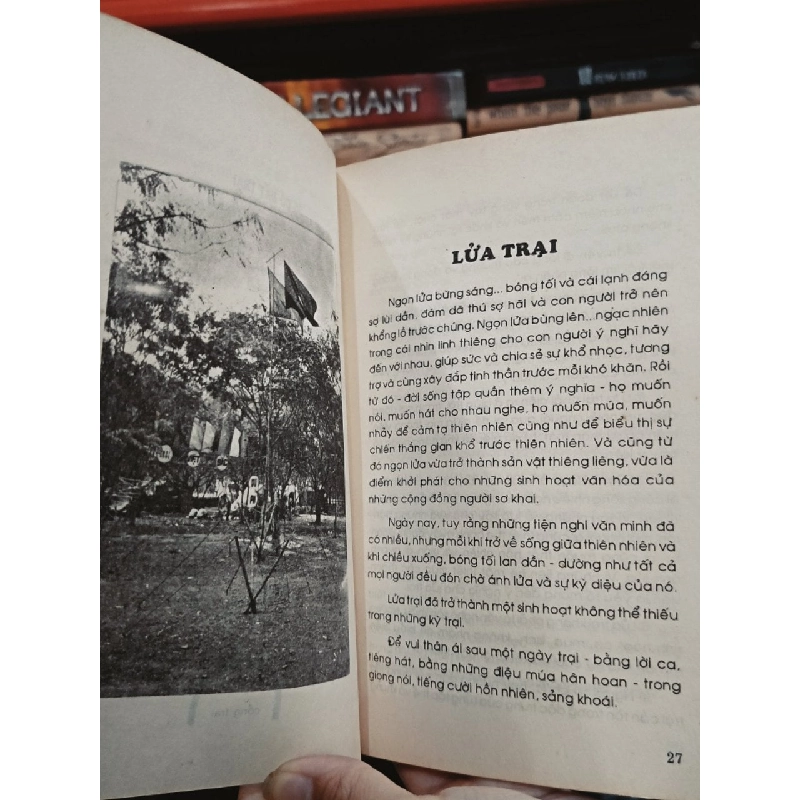 LEGIANT
LỬA TRẠI
Ngọn lửa bừng sáng... bóng tối và cái lạnh đáng
sợ lùi dần, đám dã thú sợ hãi và con người trở nên
khổng lồ trước chúng. Ngọn lửa bùng lên... ngạc nhiên
trong cái nhìn linh thiêng cho con người ý nghĩ hãy
đến với nhau, giúp sức và chia sẻ sự khổ nhọc, tương
trợ và cùng xây đắp tinh thần trước mỗi khó khăn. Rồi
từ đó - đời sống tập quần thêm ý nghĩa - họ muốn
nói, muốn hát cho nhau nghe, họ muốn múa, muốn
nhảy để cảm tạ thiên nhiên cũng như để biểu thị sự
chiến thắng gian khổ trước thiên nhiên. Và cũng từ
đó ngọn lửa vừa trở thành sản vật thiêng liêng, vừa là
điểm khởi phát cho những sinh hoạt văn hóa của
những cộng đồng người sơ khai.
Ngày nay, tuy rằng những tiện nghi văn minh đã
có nhiều, nhưng mỗi khi trở về sống giữa thiên nhiên và
khi chiều xuống, bóng tối lan dần - dường như tất cả
mọi người đều đón chờ ánh lửa và sự kỳ diệu của nó.
Lửa trại đã trở thành một sinh hoạt không thể thiếu
trong những kỳ trại.
Để vui thân ái sau một ngày trại - bằng lời ca,
tiếng hát, bằng những điệu múa hân hoan - trong
giọng nói, tiếng cười hồn nhiên, sảng khoái.
27